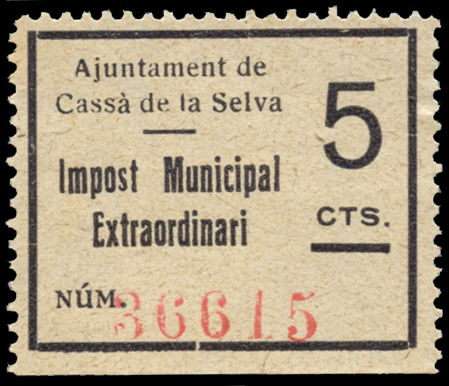 Ajuntament de
Cassà de la Selva
Impost Municipal
Extraordinari
5
CTS.
NÚM. 36615